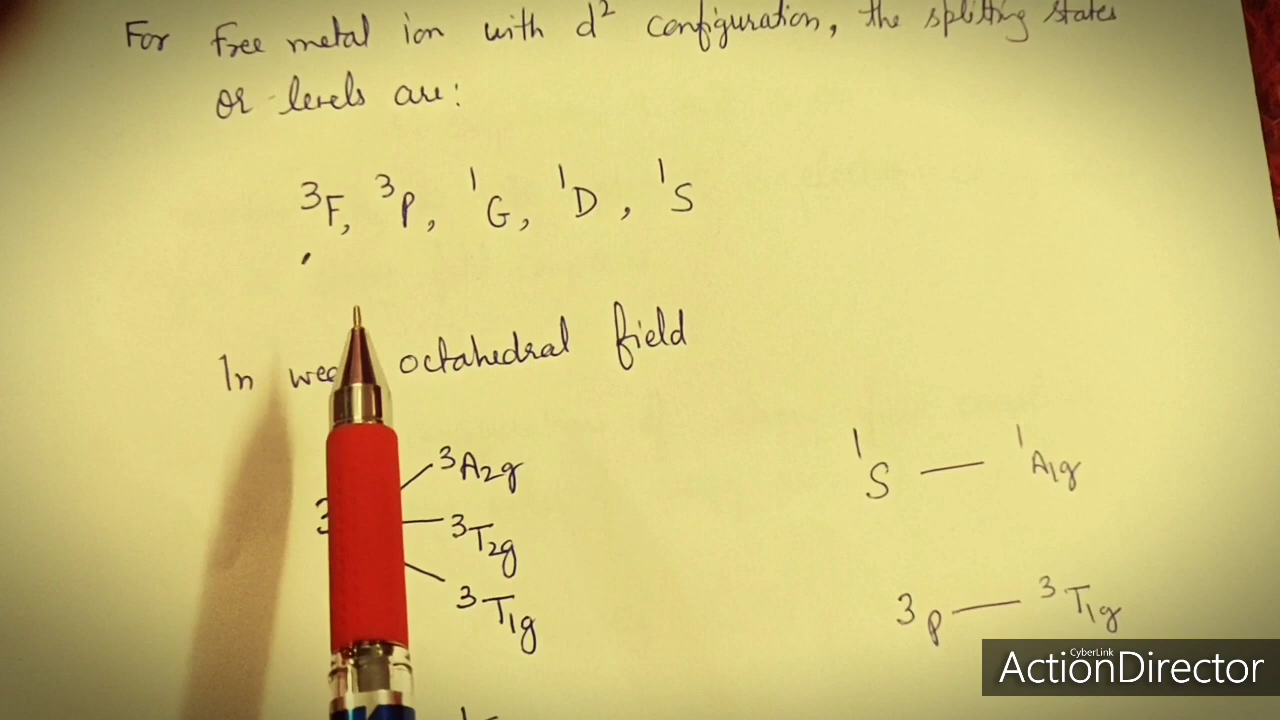 For free metal ion with d² configuration, the splitting states
or levels are:
³F, ³P, ¹G, ¹D, ¹S
In octahedral field
³A₂g
³T₂g
³T₁g
¹S — ¹A₁g
³P — ³T₁g
CyberLink
ActionDirector